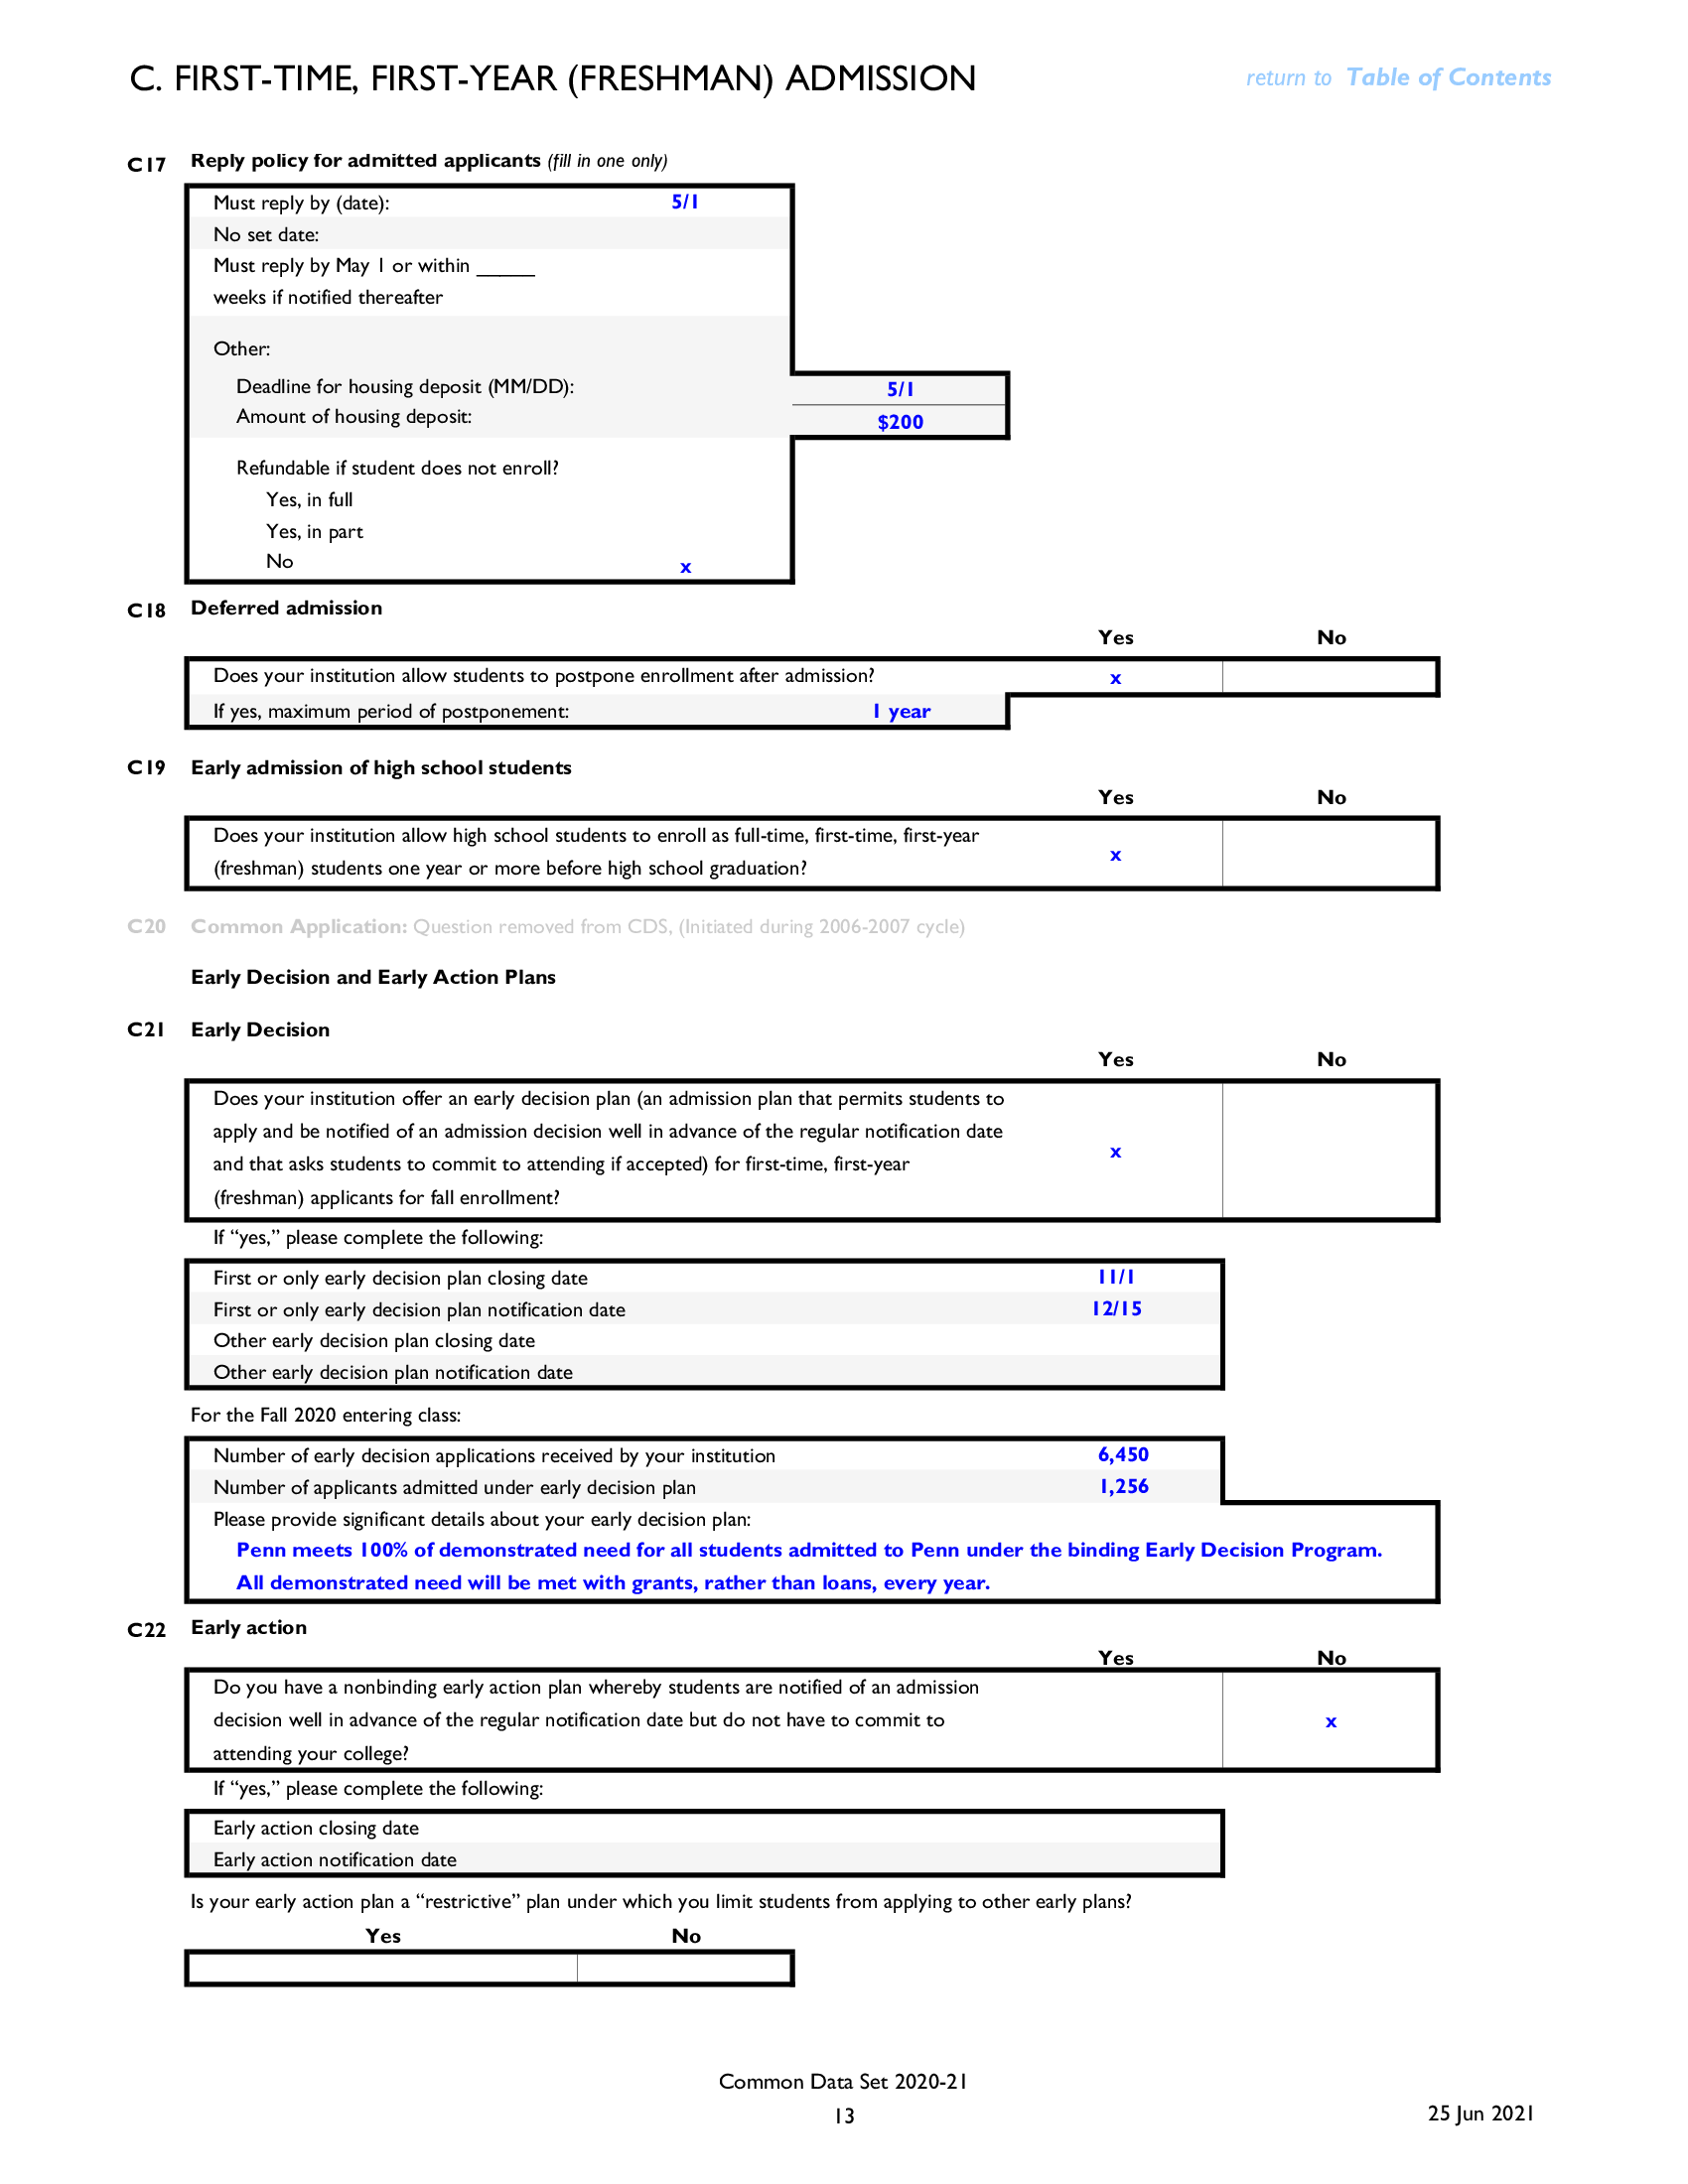 C. FIRST-TIME, FIRST-YEAR (FRESHMAN) ADMISSION return to Table of Contents
C17 Reply policy for admitted applicants (fill in one only)
Must reply by (date): 5/1
No set date:
Must reply by May 1 or within _____
weeks if notified thereafter
Other:
Deadline for housing deposit (MM/DD): 5/1
Amount of housing deposit: $200
Refundable if student does not enroll?
Yes, in full
Yes, in part
No x
C18 Deferred admission
Yes No
Does your institution allow students to postpone enrollment after admission? x
If yes, maximum period of postponement: 1 year
C19 Early admission of high school students
Yes No
Does your institution allow high school students to enroll as full-time, first-time, first-year
(freshman) students one year or more before high school graduation? x
C20 Common Application: Question removed from CDS, (Initiated during 2006-2007 cycle)
Early Decision and Early Action Plans
C21 Early Decision
Yes No
Does your institution offer an early decision plan (an admission plan that permits students to
apply and be notified of an admission decision well in advance of the regular notification date
and that asks students to commit to attending if accepted) for first-time, first-year x
(freshman) applicants for fall enrollment?
If “yes,” please complete the following:
First or only early decision plan closing date 11/1
First or only early decision plan notification date 12/15
Other early decision plan closing date
Other early decision plan notification date
For the Fall 2020 entering class:
Number of early decision applications received by your institution 6,450
Number of applicants admitted under early decision plan 1,256
Please provide significant details about your early decision plan:
Penn meets 100% of demonstrated need for all students admitted to Penn under the binding Early Decision Program.
All demonstrated need will be met with grants, rather than loans, every year.
C22 Early action
Yes No
Do you have a nonbinding early action plan whereby students are notified of an admission
decision well in advance of the regular notification date but do not have to commit to x
attending your college?
If “yes,” please complete the following:
Early action closing date
Early action notification date
Is your early action plan a “restrictive” plan under which you limit students from applying to other early plans?
Yes No
Common Data Set 2020-21
13 25 Jun 2021